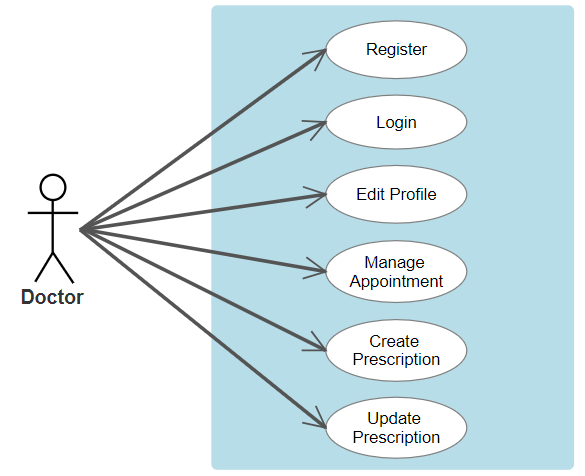 Register
Login
Edit Profile
Manage
Appointment
Doctor
Create
Prescription
Update
Prescription